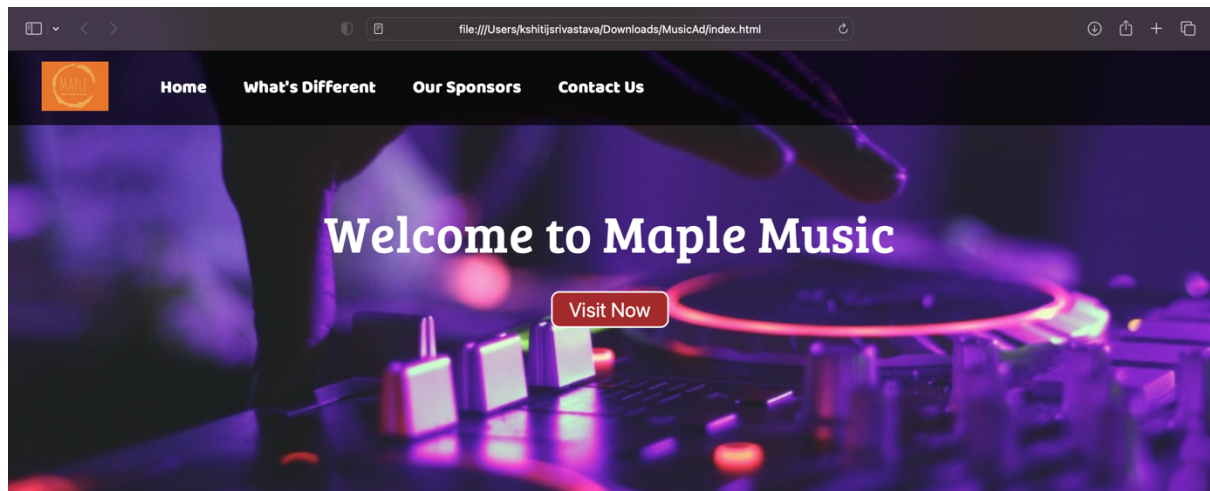 file:///Users/kshitijsrivastava/Downloads/MusicAd/index.html
MAPLE
Home What's Different Our Sponsors Contact Us
Welcome to Maple Music
Visit Now